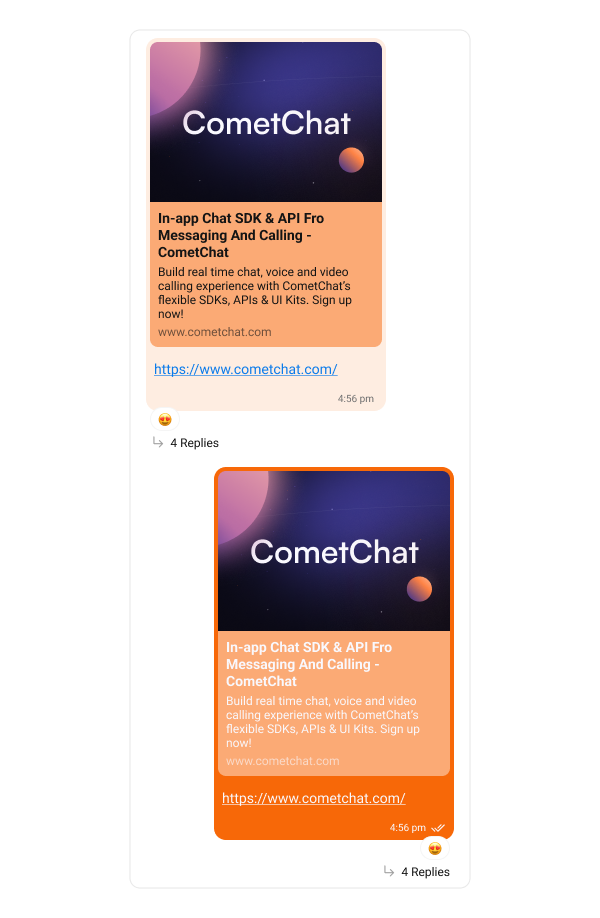 CometChat
In-app Chat SDK & API Fro
Messaging And Calling -
CometChat
Build real time chat, voice and video
calling experience with CometChat's
flexible SDKs, APIs & UI Kits. Sign up
now!
www.cometchat.com
https://www.cometchat.com/
4:56 pm
4 Replies
CometChat
In-app Chat SDK & API Fro
Messaging And Calling -
CometChat
Build real time chat, voice and video
calling experience with CometChat's
flexible SDKs, APIs & UI Kits. Sign up
now!
www.cometchat.com
https://www.cometchat.com/
4:56 pm
4 Replies